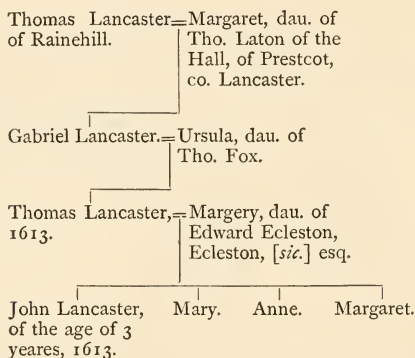 Thomas Lancaster=Margaret, dau. of
of Rainehill. Tho. Laton of the
Hall, of Prestcot,
co. Lancaster.
Gabriel Lancaster.=Ursula, dau. of
Tho. Fox.
Thomas Lancaster,=Margery, dau. of
1613. Edward Ecleston,
Ecleston, [sic.] esq.
John Lancaster, Mary. Anne. Margaret.
of the age of 3
yeares, 1613.